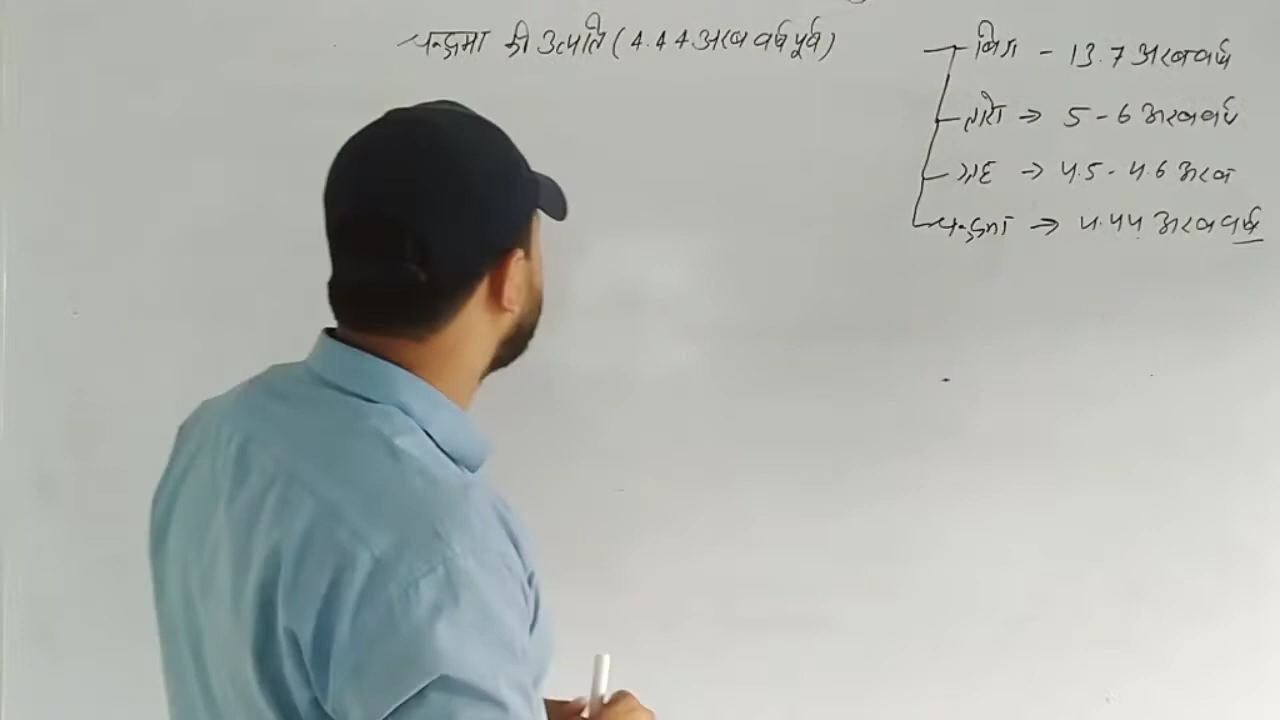 चन्द्रमा की उत्पति (4.44 अरब वर्ष पूर्व)
- 13.7 अरब वर्ष
तारे → 5-6 अरब वर्ष
ग्रह → 4.5-4.6 अरब
चन्द्रमा → 4.44 अरब वर्ष